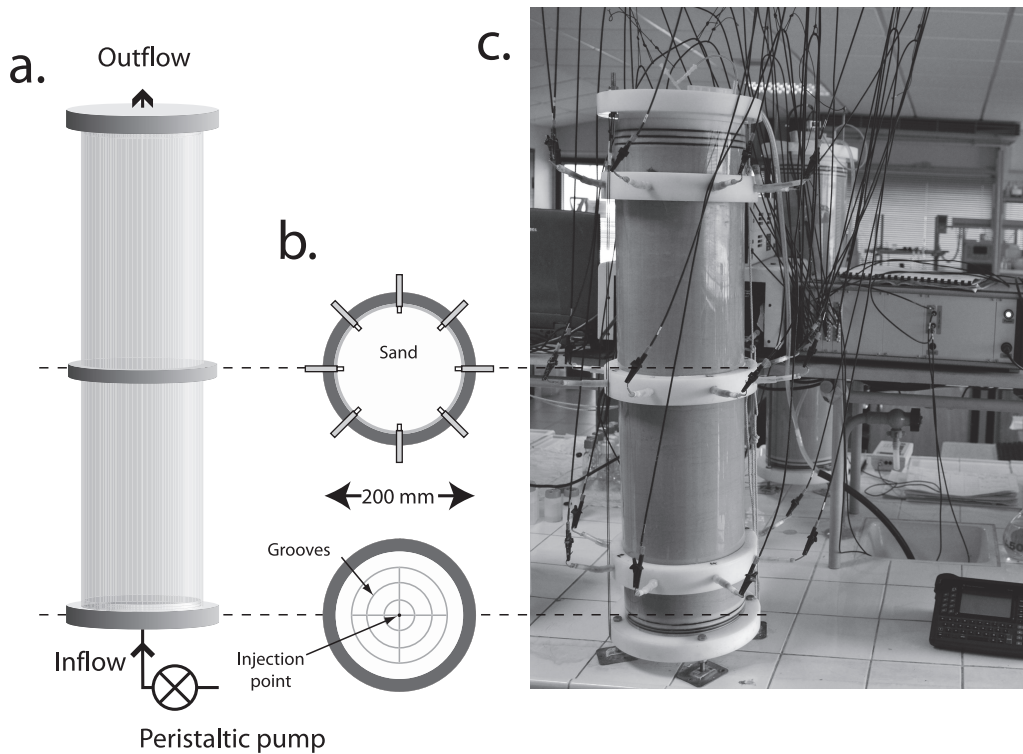 a.
Outflow
c.
b.
Sand
200 mm
Grooves
Injection
point
Inflow
Peristaltic pump